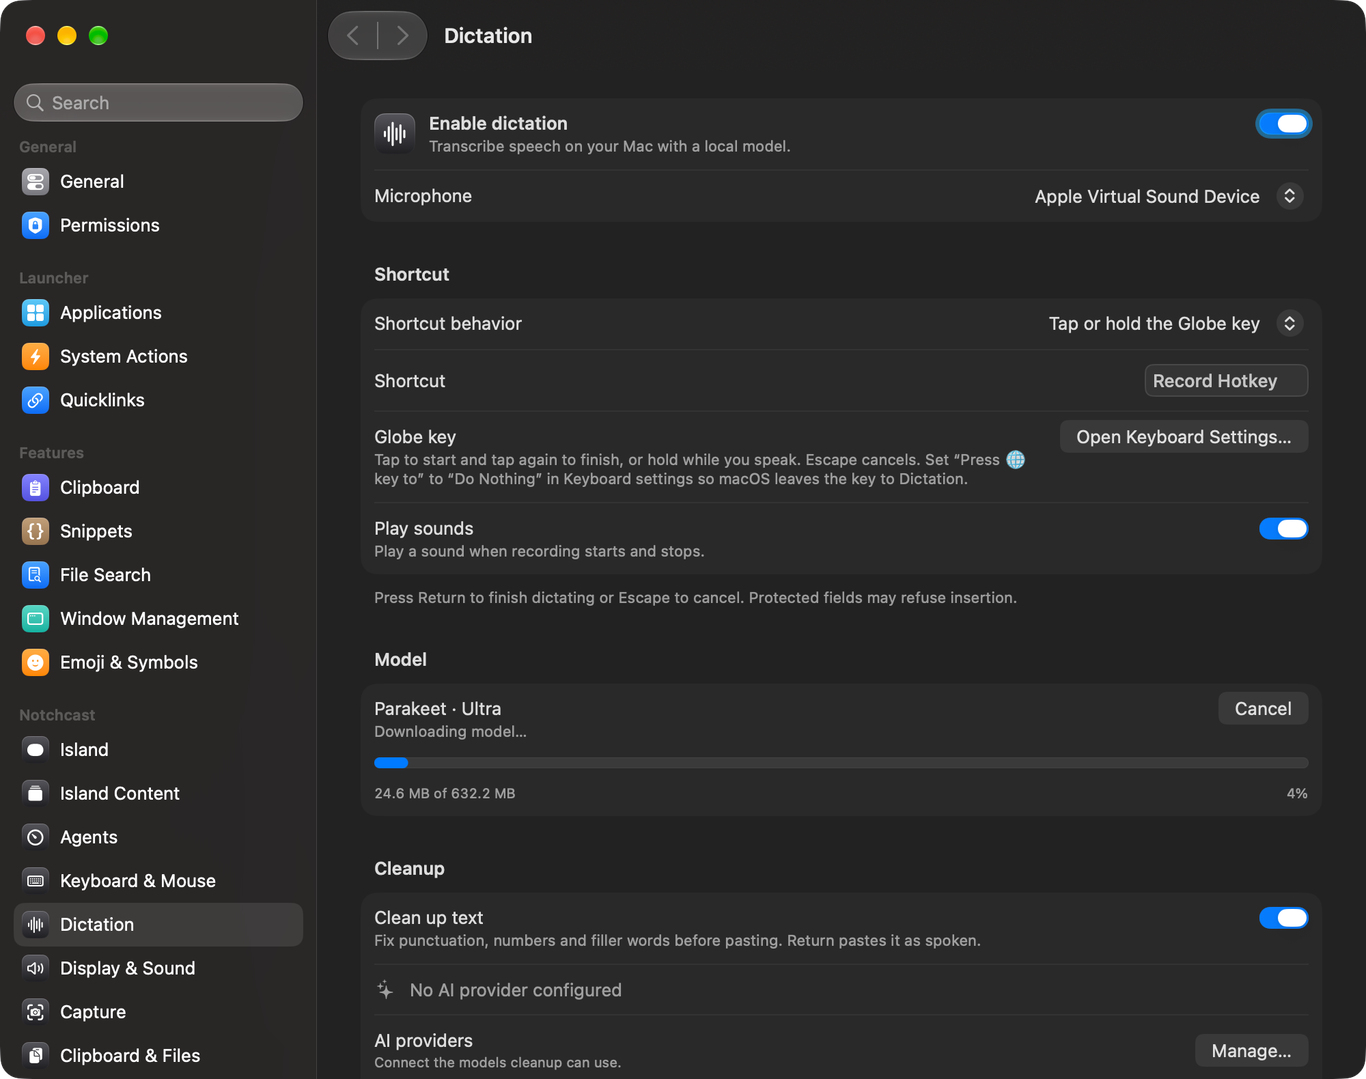 Dictation
Search
General
General
Permissions
Launcher
Applications
System Actions
Quicklinks
Features
Clipboard
Snippets
File Search
Window Management
Emoji & Symbols
Notchcast
Island
Island Content
Agents
Keyboard & Mouse
Dictation
Display & Sound
Capture
Clipboard & Files
Enable dictation
Transcribe speech on your Mac with a local model.
Microphone
Apple Virtual Sound Device
Shortcut
Shortcut behavior
Tap or hold the Globe key
Shortcut
Record Hotkey
Globe key
Open Keyboard Settings...
Tap to start and tap again to finish, or hold while you speak. Escape cancels. Set “Press 🌐
key to” to “Do Nothing” in Keyboard settings so macOS leaves the key to Dictation.
Play sounds
Play a sound when recording starts and stops.
Press Return to finish dictating or Escape to cancel. Protected fields may refuse insertion.
Model
Parakeet · Ultra
Cancel
Downloading model...
24.6 MB of 632.2 MB
4%
Cleanup
Clean up text
Fix punctuation, numbers and filler words before pasting. Return pastes it as spoken.
No AI provider configured
AI providers
Connect the models cleanup can use.
Manage...